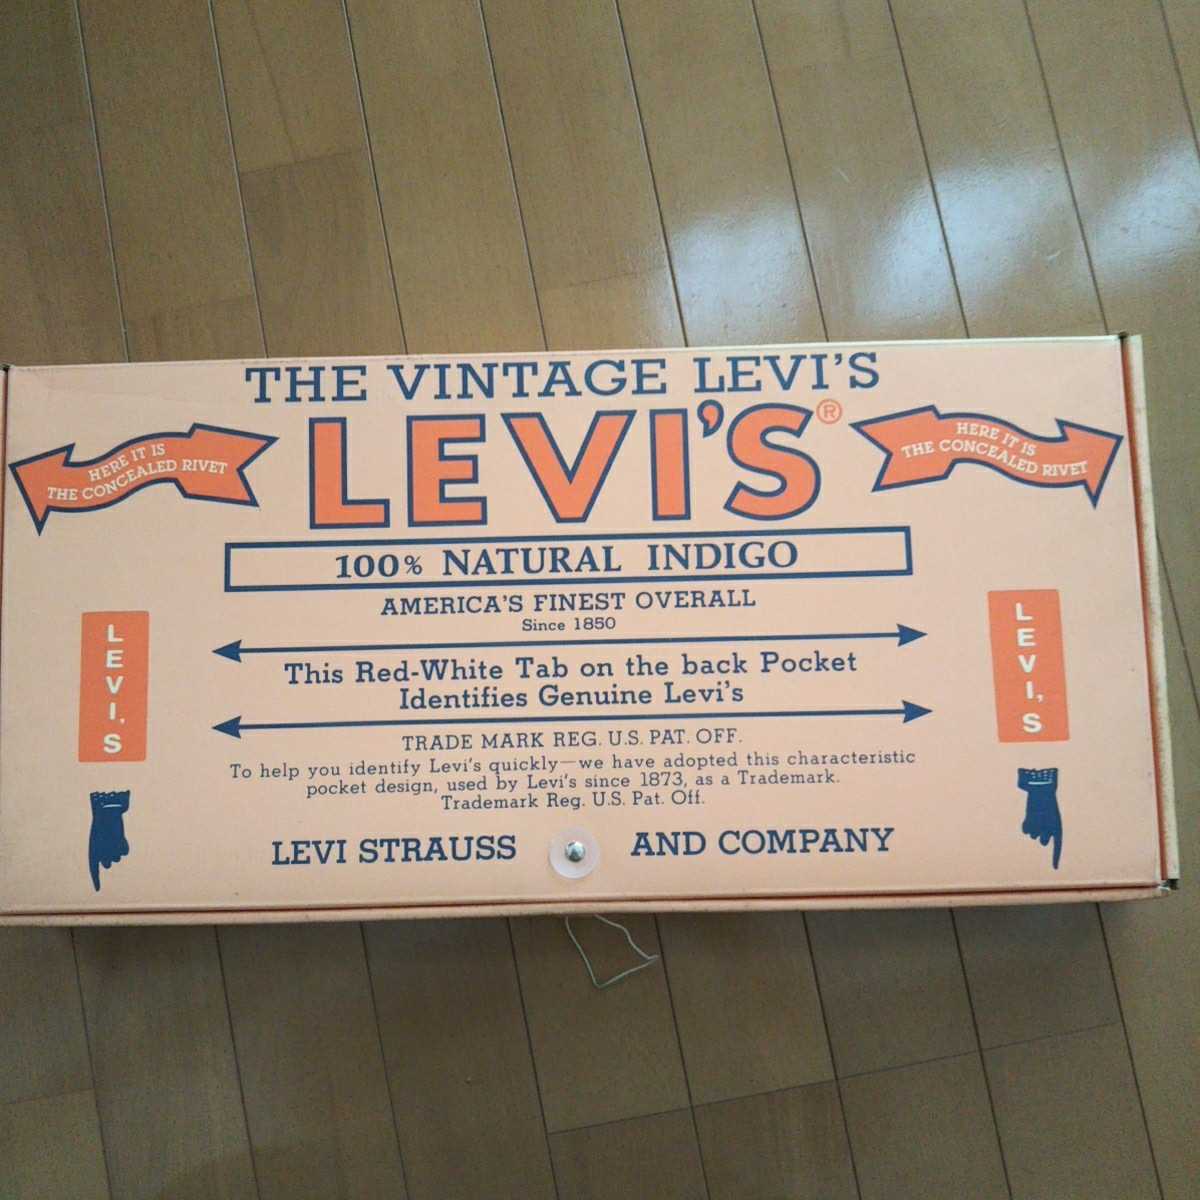 THE VINTAGE LEVI'S
LEVI'S®
HERE IT IS
THE CONCEALED RIVET
HERE IT IS
THE CONCEALED RIVET
100% NATURAL INDIGO
AMERICA'S FINEST OVERALL
Since 1850
This Red-White Tab on the back Pocket
Identifies Genuine Levi's
LEVI'S
LEVI'S
TRADE MARK REG. U.S. PAT. OFF.
To help you identify Levi's quickly—we have adopted this characteristic
pocket design, used by Levi's since 1873, as a Trademark.
Trademark Reg. U.S. Pat. Off.
LEVI STRAUSS AND COMPANY